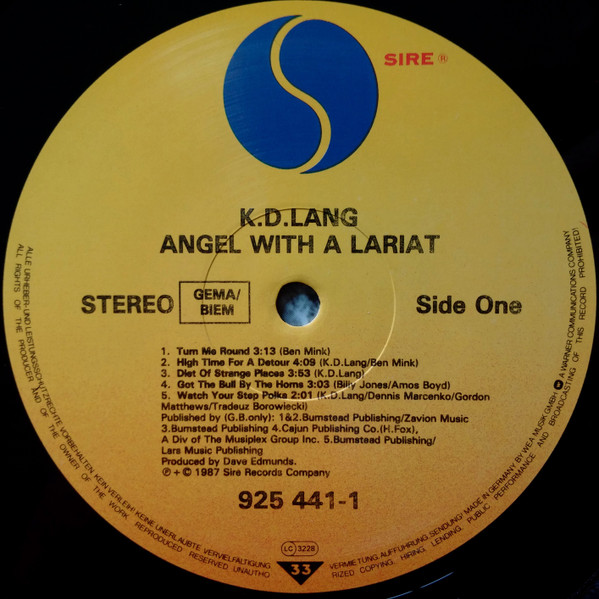 SIRE ®
K.D.LANG
ANGEL WITH A LARIAT
STEREO
GEMA/
BIEM
Side One
1. Turn Me Round 3:13 (Ben Mink)
2. High Time For A Detour 4:09 (K.D.Lang/Ben Mink)
3. Diet Of Strange Places 3:53 (K.D.Lang)
4. Got The Bull By The Horns 3:03 (Billy Jones/Amos Boyd)
5. Watch Your Step Polka 2:01 (K.D.Lang/Dennis Marcenko/Gordon
Matthews/Tradeuz Borowiecki)
Published by (G.B.only): 1&2.Bumstead Publishing/Zavion Music
3.Bumstead Publishing 4.Cajun Publishing Co.(H.Fox),
A Div of The Musiplex Group Inc. 5.Bumstead Publishing/
Lars Music Publishing
Produced by Dave Edmunds.
℗ + © 1987 Sire Records Company
925 441-1
LC 3228
33
ALLE URHEBER- UND LEISTUNGSSCHUTZRECHTE VORBEHALTEN. KEIN VERLEIH! KEINE UNERLAUBTE VERVIELFÄLTIGUNG, VERMIETUNG, AUFFÜHRUNG, SENDUNG! MADE IN GERMANY BY WEA MUSIK GMBH. A WARNER COMMUNICATIONS COMPANY
ALL RIGHTS OF THE PRODUCER AND OF THE OWNER OF THE WORK REPRODUCED RESERVED UNAUTHORIZED COPYING, HIRING, LENDING, PUBLIC PERFORMANCE AND BROADCASTING OF THIS RECORD PROHIBITED!